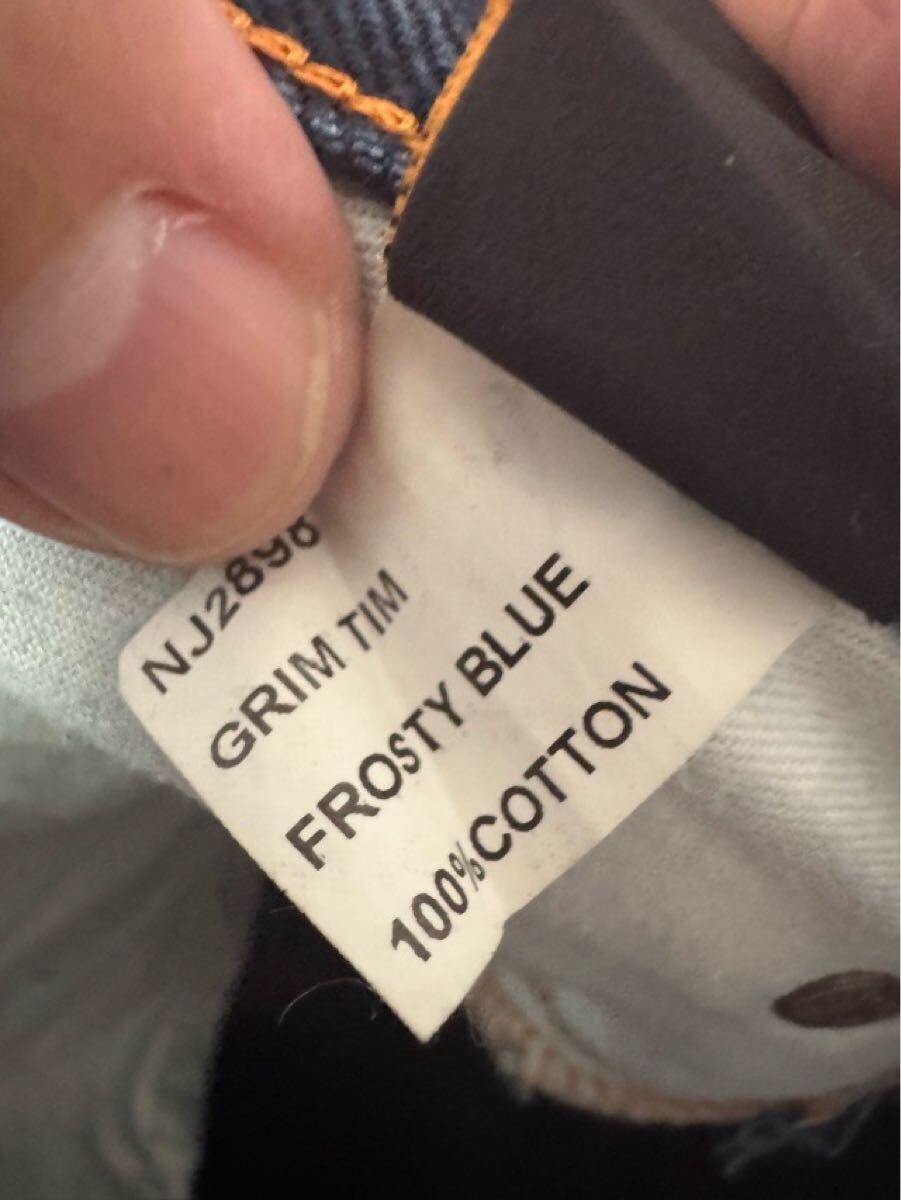 NJ2898
GRIM TIM
FROSTY BLUE
100%COTTON